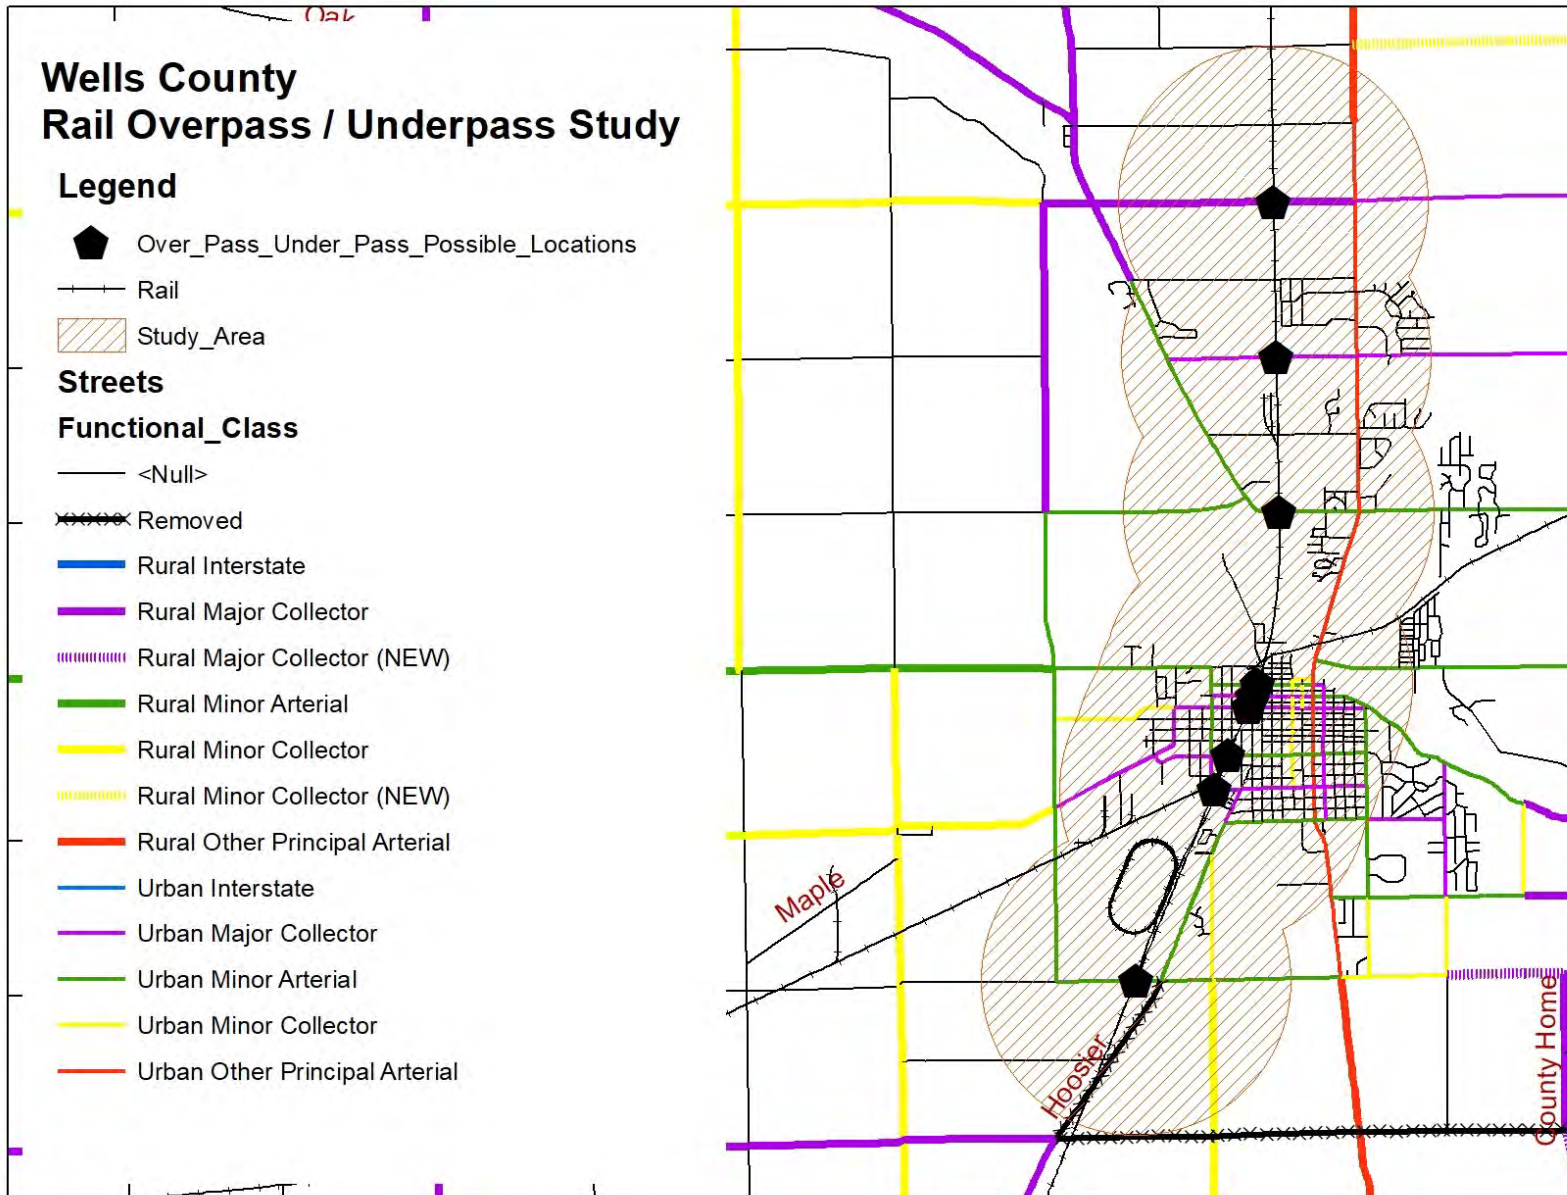 Oak
Wells County
Rail Overpass / Underpass Study
Legend
Over_Pass_Under_Pass_Possible_Locations
Rail
Study_Area
Streets
Functional_Class
<Null>
Removed
Rural Interstate
Rural Major Collector
Rural Major Collector (NEW)
Rural Minor Arterial
Rural Minor Collector
Rural Minor Collector (NEW)
Rural Other Principal Arterial
Urban Interstate
Urban Major Collector
Urban Minor Arterial
Urban Minor Collector
Urban Other Principal Arterial
Maple
Hoosier
County Home